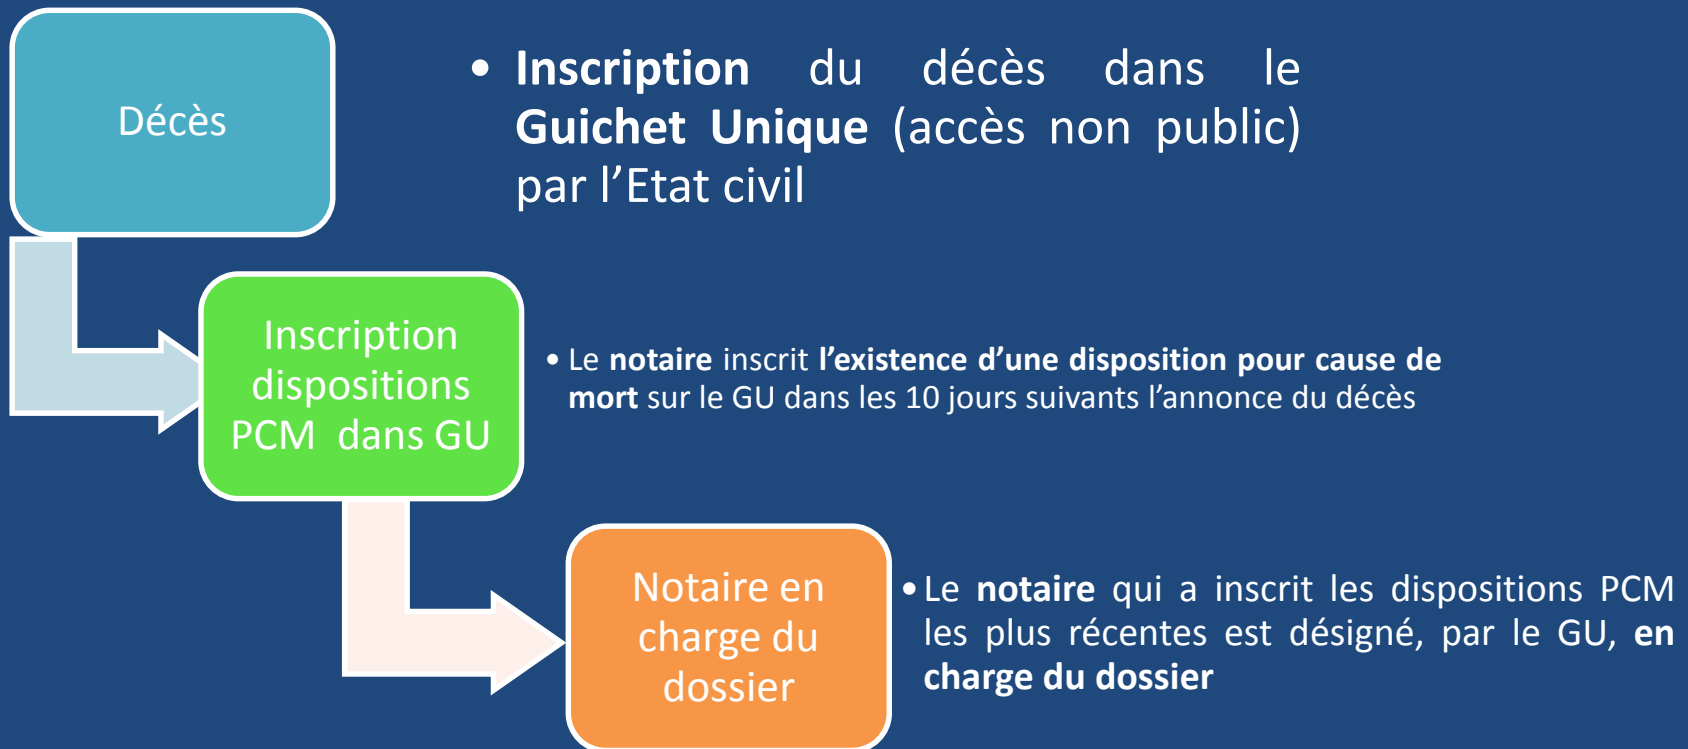 Décès
• Inscription du décès dans le
Guichet Unique (accès non public)
par l’Etat civil
Inscription
dispositions
PCM dans GU
• Le notaire inscrit l’existence d’une disposition pour cause de
mort sur le GU dans les 10 jours suivants l’annonce du décès
Notaire en
charge du
dossier
• Le notaire qui a inscrit les dispositions PCM
les plus récentes est désigné, par le GU, en
charge du dossier